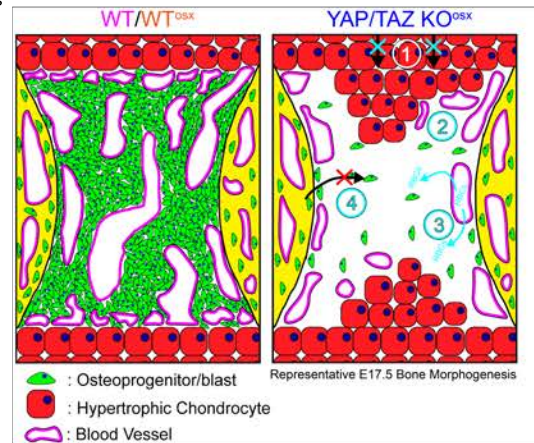 WT/WTosx
YAP/TAZ KOosx
1
2
3
4
Representative E17.5 Bone Morphogenesis
: Osteoprogenitor/blast
: Hypertrophic Chondrocyte
: Blood Vessel